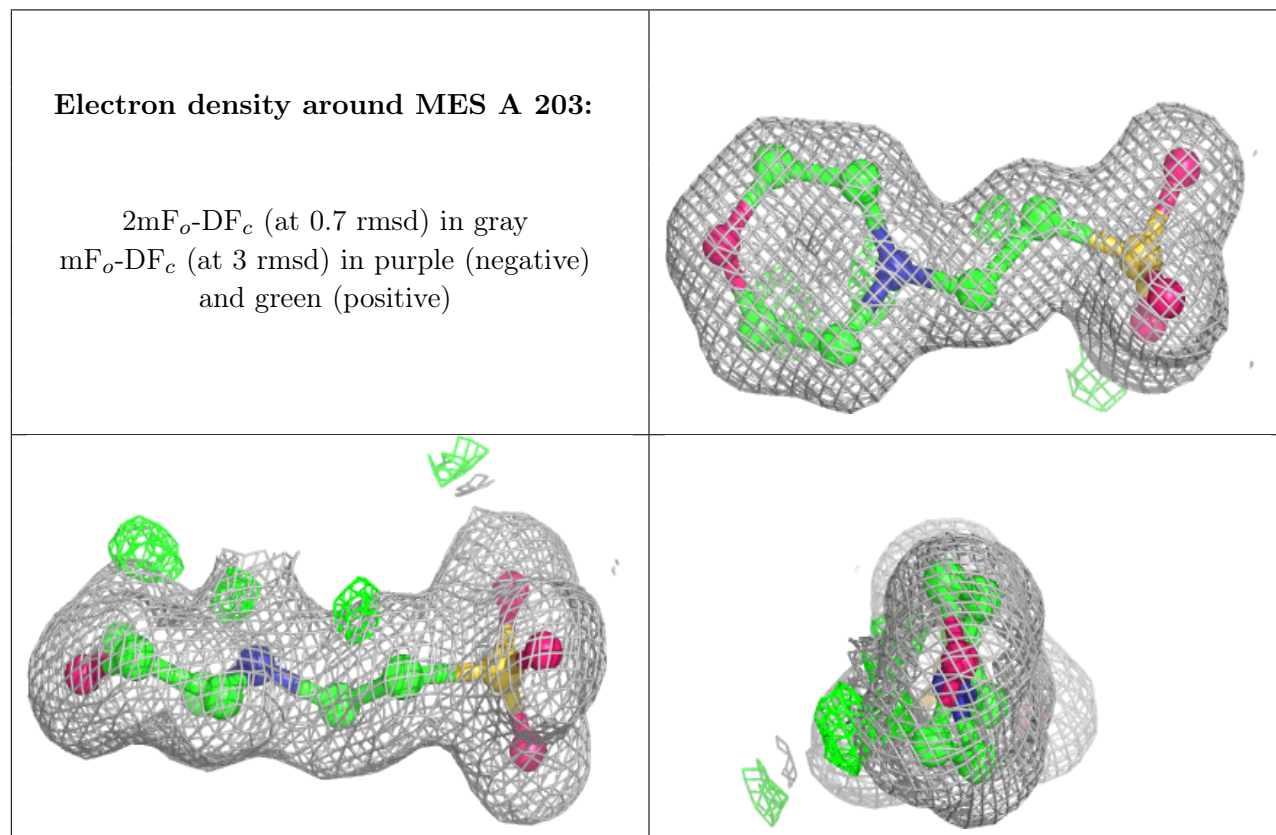 Electron density around MES A 203:
2mFo-DFc (at 0.7 rmsd) in gray
mFo-DFc (at 3 rmsd) in purple (negative)
and green (positive)